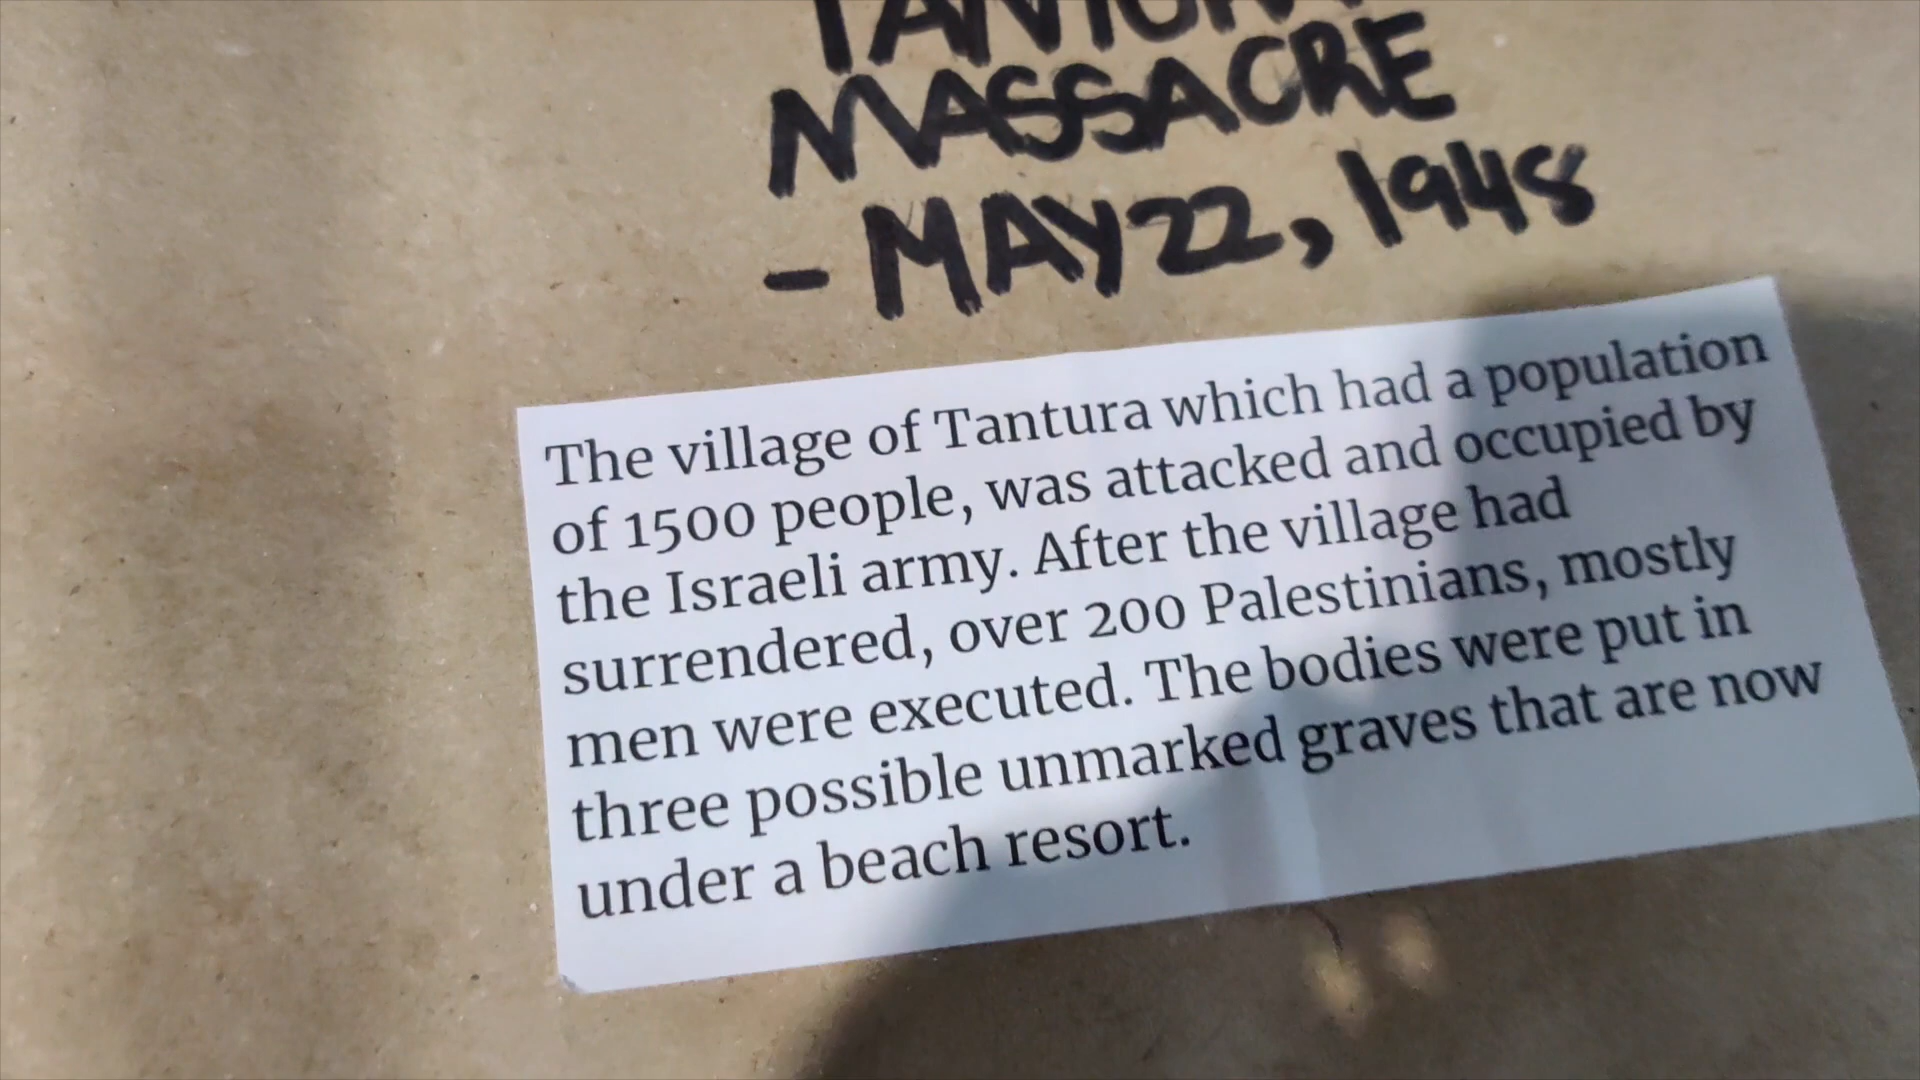 TANTURA
MASSACRE
- MAY 22, 1948
The village of Tantura which had a population
of 1500 people, was attacked and occupied by
the Israeli army. After the village had
surrendered, over 200 Palestinians, mostly
men were executed. The bodies were put in
three possible unmarked graves that are now
under a beach resort.